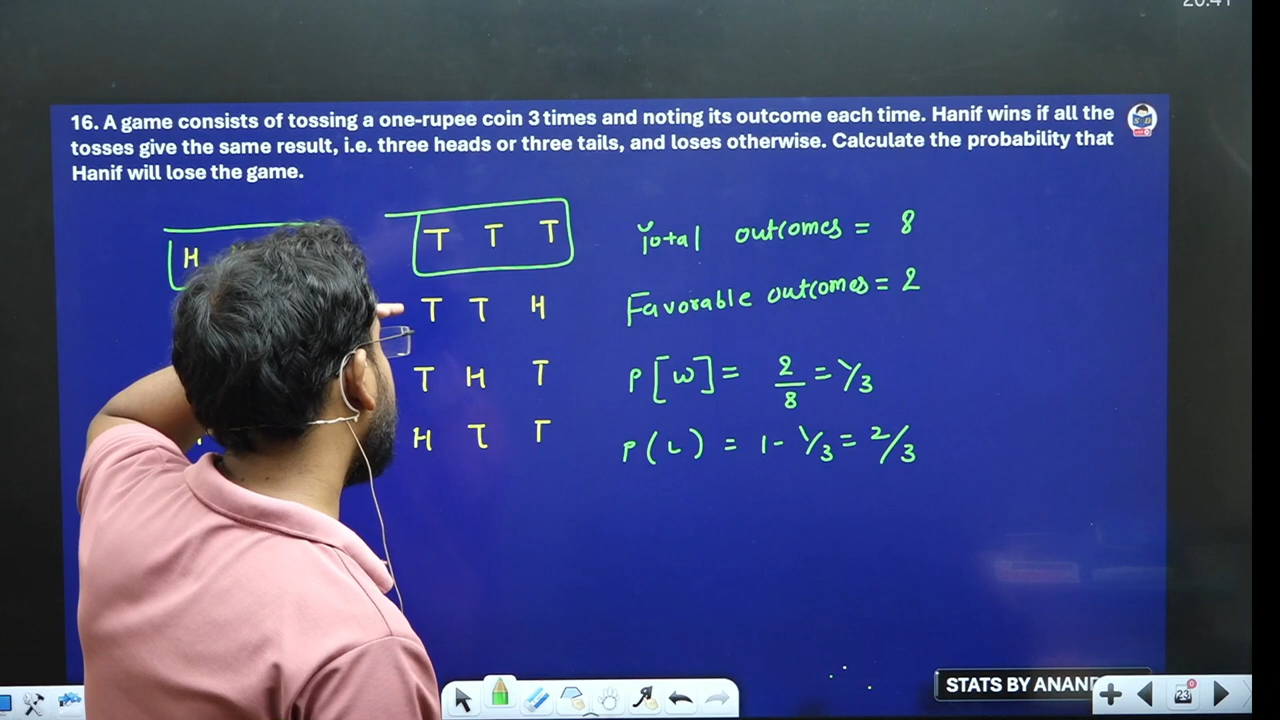 20:41
16. A game consists of tossing a one-rupee coin 3 times and noting its outcome each time. Hanif wins if all the
tosses give the same result, i.e. three heads or three tails, and loses otherwise. Calculate the probability that
Hanif will lose the game.
H
T T T
T T H
T H T
H T T
Total outcomes = 8
Favorable outcomes = 2
P[W] = 2/8 = 1/3
P(L) = 1 - 1/3 = 2/3
STATS BY ANAND
23